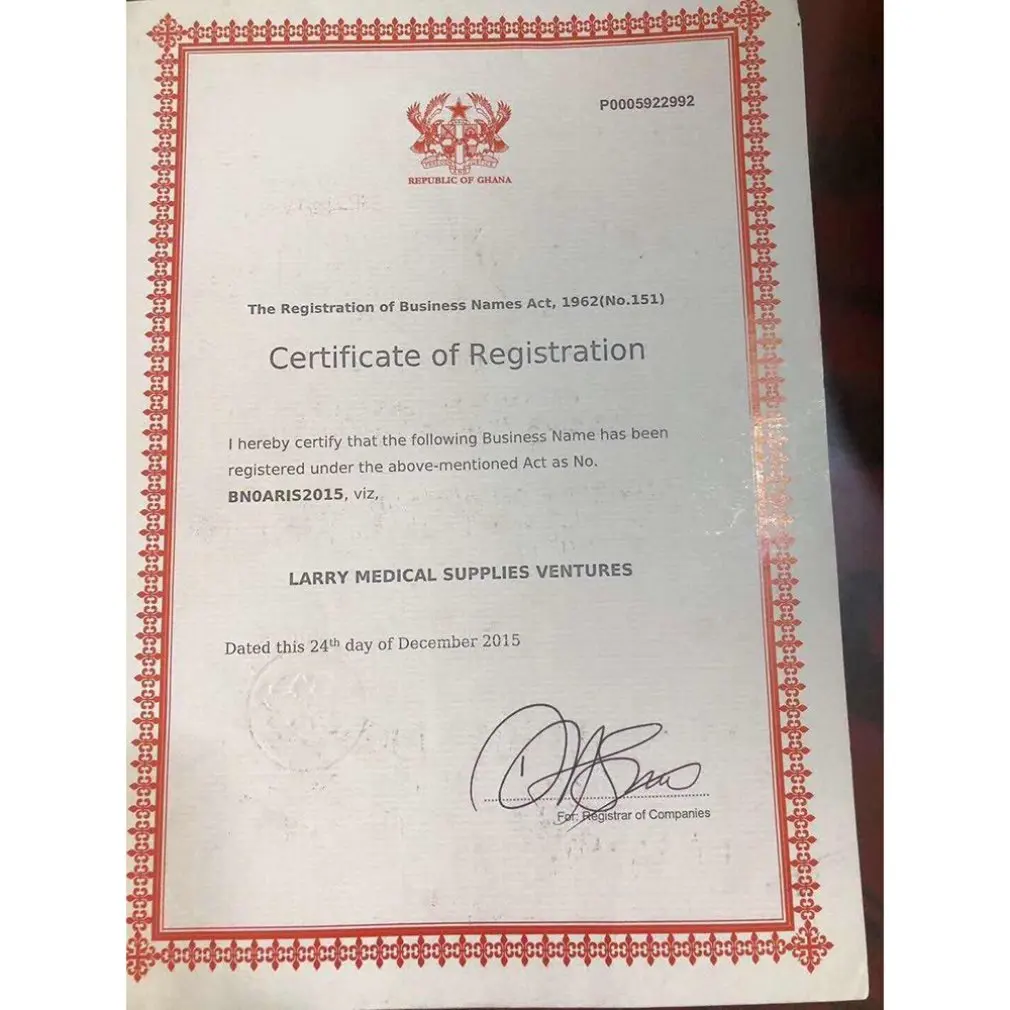 P0005922992
REPUBLIC OF GHANA
The Registration of Business Names Act, 1962(No.151)
Certificate of Registration
I hereby certify that the following Business Name has been
registered under the above-mentioned Act as No.
BN0ARIS2015, viz,
LARRY MEDICAL SUPPLIES VENTURES
Dated this 24th day of December 2015
For: Registrar of Companies